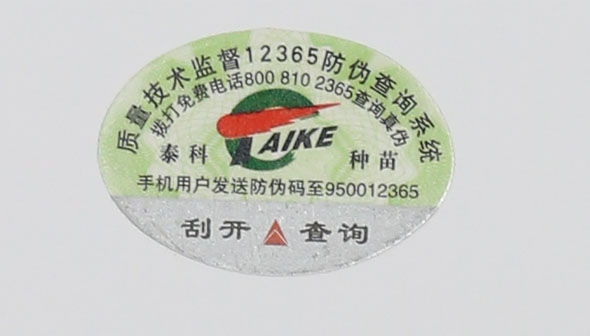 质量技术监督12365防伪查询系统
拨打免费电话800 810 2365查询真伪
TAIKE
泰科 种苗
手机用户发送防伪码至950012365
刮开 查询